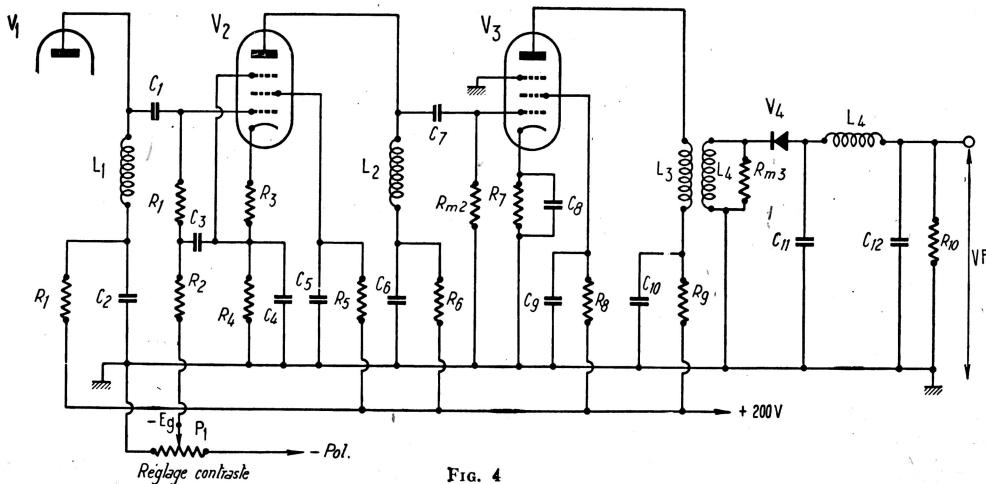 V1
V2
V3
C1
C7
V4
L4
L1
R1
R3
L2
Rm2
R7
C8
L3
L4
Rm3
C3
R1
C2
R2
R4
C4
C5
R5
C6
R6
C9
R8
C10
R9
C11
C12
R10
VF
+ 200V
-Eg
P1
- Pol.
Réglage contraste
FIG. 4